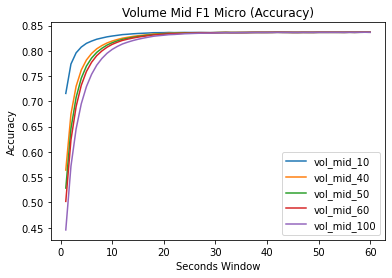 Volume Mid F1 Micro (Accuracy)
Accuracy
0.85
0.80
0.75
0.70
0.65
0.60
0.55
0.50
0.45
vol_mid_10
vol_mid_40
vol_mid_50
vol_mid_60
vol_mid_100
0 10 20 30 40 50 60
Seconds Window